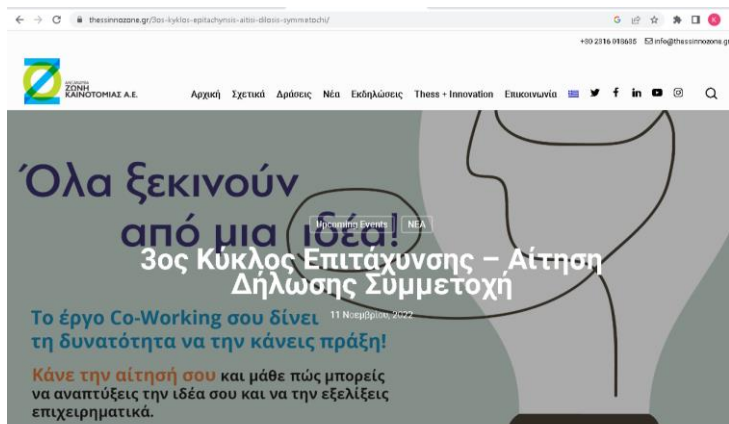 thessinnozone.gr/3os-kyklos-epitachynsis-aitisi-dilosis-symmetochi/
info@thessinnozone.gr
ΖΩΝΗ
ΚΑΙΝΟΤΟΜΙΑΣ Α.Ε.
Αρχική Σχετικά Δράσεις Νέα Εκδηλώσεις Thess + Innovation Επικοινωνία
Όλα ξεκινούν
από μια ιδέα!
Upcoming Events ΝΕΑ
3ος Κύκλος Επιτάχυνσης – Αίτηση
Δήλωσης Συμμετοχή
11 Νοεμβρίου, 2022
Το έργο Co-Working σου δίνει
τη δυνατότητα να την κάνεις πράξη!
Κάνε την αίτησή σου και μάθε πώς μπορείς
να αναπτύξεις την ιδέα σου και να την εξελίξεις
επιχειρηματικά.